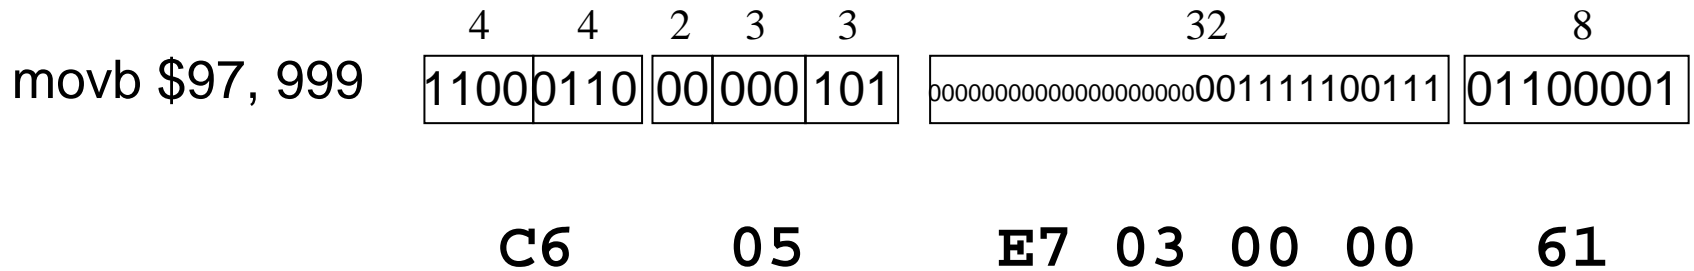 4 4 2 3 3 32 8
movb $97, 999 1100 0110 00 000 101 00000000000000000000001111100111 01100001
C6 05 E7 03 00 00 61